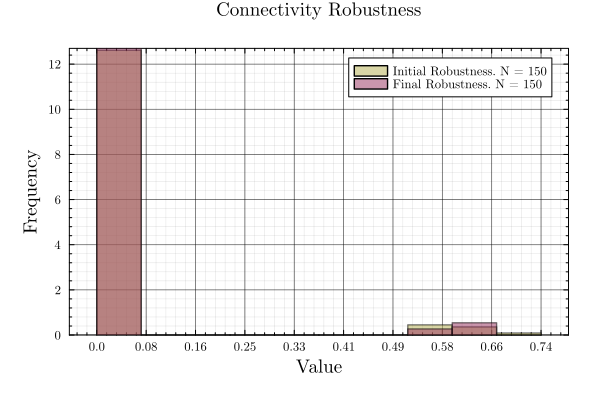 Connectivity Robustness
Initial Robustness. N = 150
Final Robustness. N = 150
Frequency
12
10
8
6
4
2
0
0.0 0.08 0.16 0.25 0.33 0.41 0.49 0.58 0.66 0.74
Value